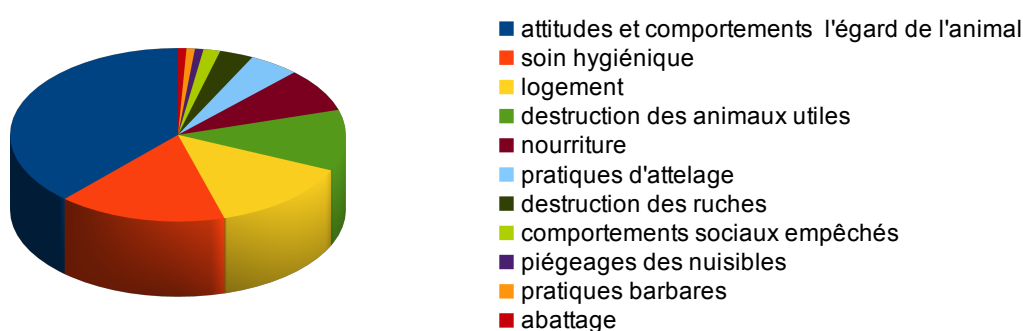 attitudes et comportements  l'égard de l'animal
soin hygiénique
logement
destruction des animaux utiles
nourriture
pratiques d'attelage
destruction des ruches
comportements sociaux empêchés
piégeages des nuisibles
pratiques barbares
abattage